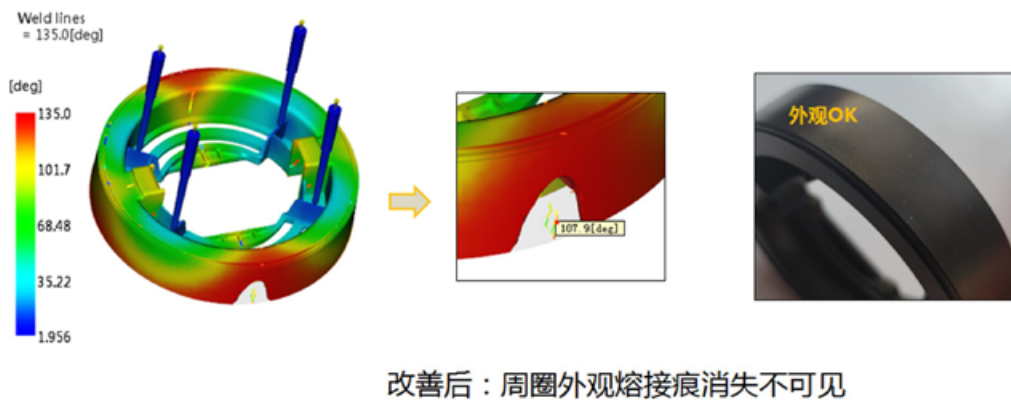 Weld lines
= 135.0[deg]
[deg]
135.0
101.7
68.48
35.22
1.956
107.9[deg]
外观OK
改善后：周圈外观熔接痕消失不可见